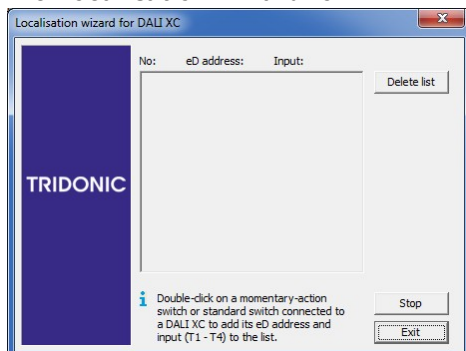 Localisation wizard for DALI XC
No: eD address: Input:
Delete list
TRIDONIC
Double-click on a momentary-action
switch or standard switch connected to
a DALI XC to add its eD address and
input (T1 - T4) to the list.
Stop
Exit